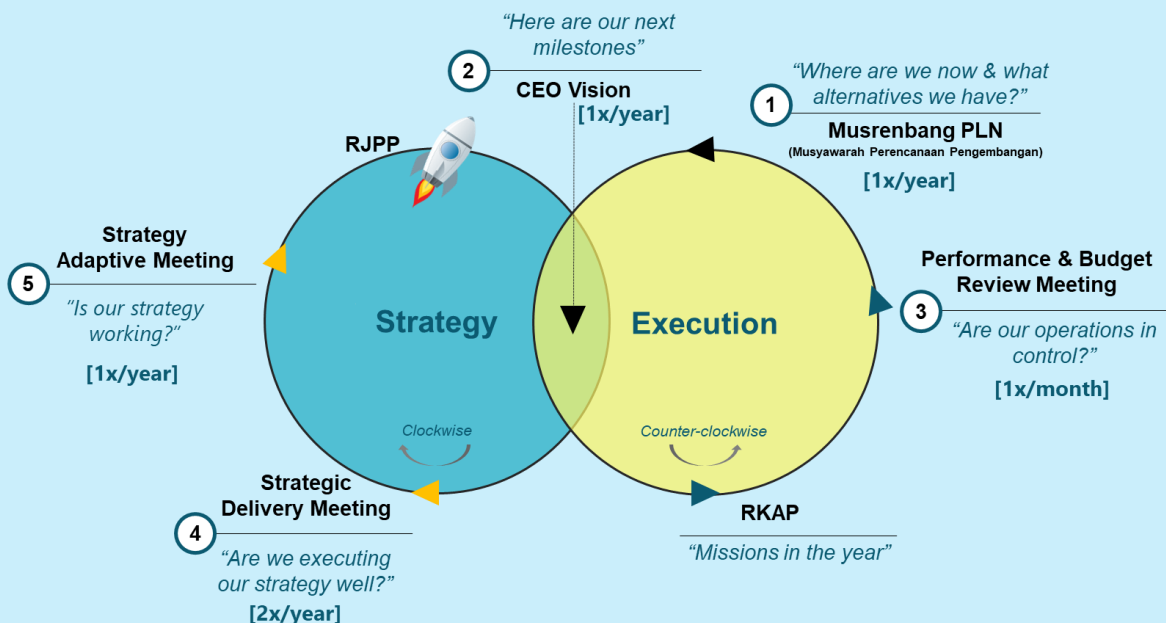 2
“Here are our next
milestones”
CEO Vision
[1x/year]
1
“Where are we now & what
alternatives we have?”
Musrenbang PLN
(Musyawarah Perencanaan Pengembangan)
[1x/year]
RJPP
5
Strategy
Adaptive Meeting
”Is our strategy
working?”
[1x/year]
Strategy
Execution
3
Performance & Budget
Review Meeting
“Are our operations in
control?”
[1x/month]
Clockwise
Counter-clockwise
4
Strategic
Delivery Meeting
“Are we executing
our strategy well?”
[2x/year]
RKAP
“Missions in the year”